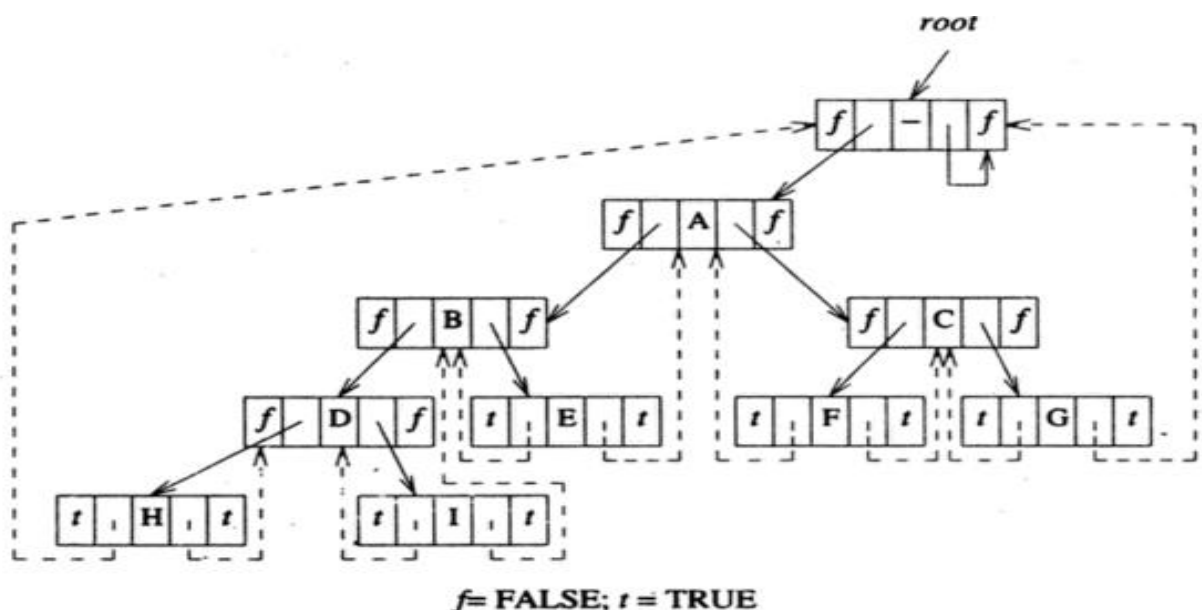 root
f – f
f A f
f B f f C f
f D f t E t t F t t G t
t H t t I t
f= FALSE; t = TRUE